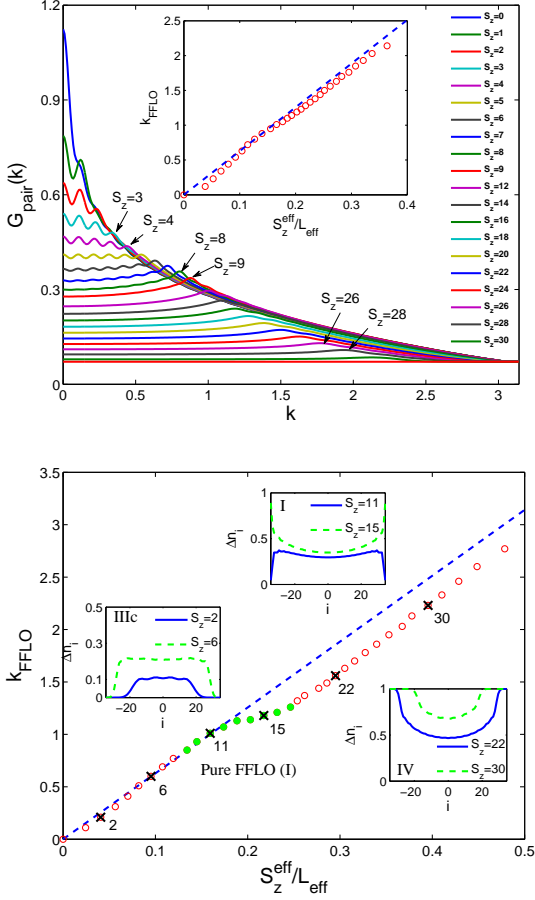 G_pair(k)
1.2
0.9
0.6
0.3
0
0
0.5
1
1.5
2
2.5
3
k
S_z=3
S_z=4
S_z=8
S_z=9
S_z=26
S_z=28
k_FFLO
2.5
2
1.5
1
0.5
0
0
0.1
0.2
0.3
0.4
S_z^eff/L_eff
S_z=0
S_z=1
S_z=2
S_z=3
S_z=4
S_z=5
S_z=6
S_z=7
S_z=8
S_z=9
S_z=12
S_z=14
S_z=16
S_z=18
S_z=20
S_z=22
S_z=24
S_z=26
S_z=28
S_z=30
k_FFLO
3.5
3
2.5
2
1.5
1
0.5
0
0
0.1
0.2
0.3
0.4
0.5
S_z^eff/L_eff
2
6
11
15
22
30
Pure FFLO (I)
Δn_i
1
0.5
0
I
S_z=11
S_z=15
−20
0
20
i
Δn_i
0.5
0.3
0.1
0
IIIc
S_z=2
S_z=6
−20
0
20
i
Δn_i
1
0.5
0
S_z=22
S_z=30
IV
−20
0
20
i